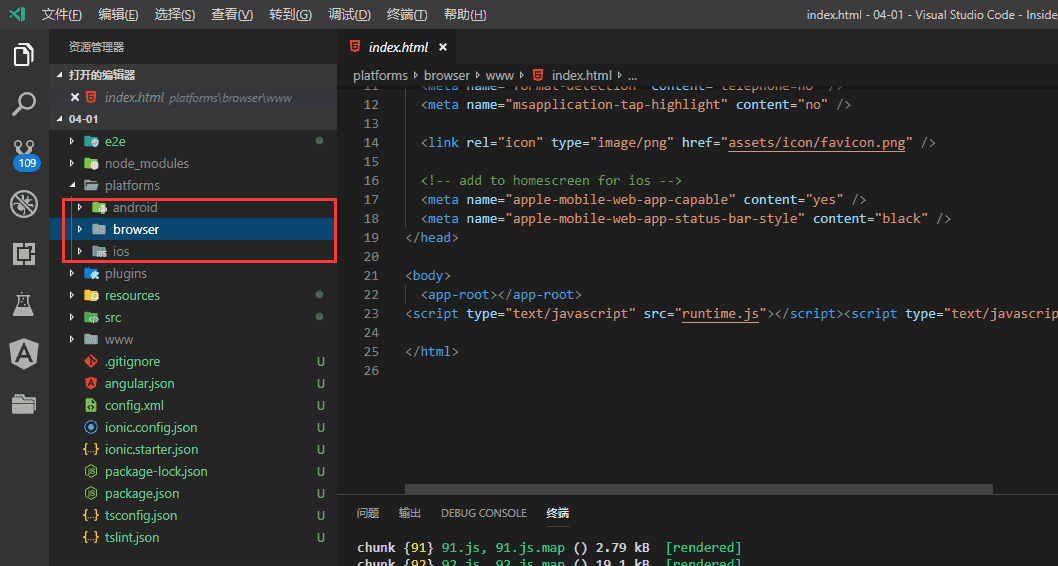 文件(F) 编辑(E) 选择(S) 查看(V) 转到(G) 调试(D) 终端(T) 帮助(H) index.html - 04-01 - Visual Studio Code - Inside
资源管理器
打开的编辑器
index.html platforms\browser\www
04-01
e2e
node_modules
platforms
android
browser
ios
plugins
resources
src
www
.gitignore U
angular.json U
config.xml U
ionic.config.json U
ionic.starter.json U
package-lock.json U
package.json U
tsconfig.json U
tslint.json U
109
index.html
platforms browser www index.html ...
11 <meta name="format-detection" content="telephone=no" />
12 <meta name="msapplication-tap-highlight" content="no" />
13
14 <link rel="icon" type="image/png" href="assets/icon/favicon.png" />
15
16 <!-- add to homescreen for ios -->
17 <meta name="apple-mobile-web-app-capable" content="yes" />
18 <meta name="apple-mobile-web-app-status-bar-style" content="black" />
19 </head>
20
21 <body>
22 <app-root></app-root>
23 <script type="text/javascript" src="runtime.js"></script><script type="text/javascrip
24
25 </html>
26
问题 输出 DEBUG CONSOLE 终端
chunk {91} 91.js, 91.js.map () 2.79 kB [rendered]
chunk {92} 92.js, 92.js.map () 19.1 kB [rendered]